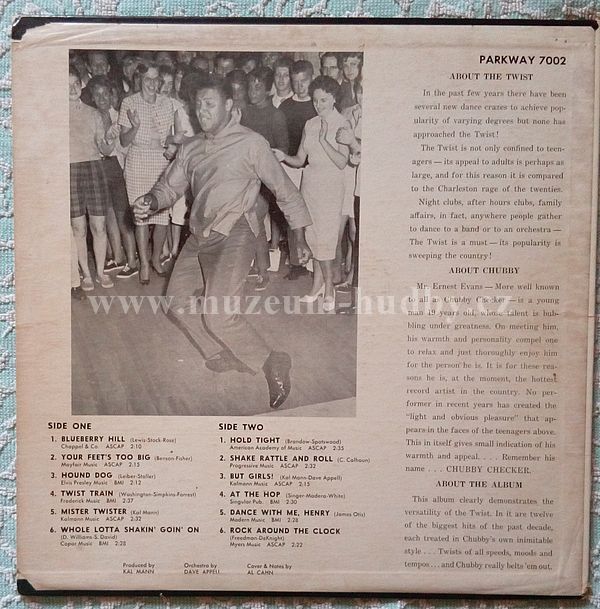 PARKWAY 7002
ABOUT THE TWIST
In the past few years there have been
several new dance crazes to achieve pop-
ularity of varying degrees but none has
approached the Twist!
The Twist is not only confined to teen-
agers — its appeal to adults is perhaps as
large, and for this reason it is compared
to the Charleston rage of the twenties.
Night clubs, after hours clubs, family
affairs, in fact, anywhere people gather
to dance to a band or to an orchestra —
The Twist is a must — its popularity is
sweeping the country!
ABOUT CHUBBY
Mr. Ernest Evans — More well known
to all as Chubby Checker — is a young
man 19 year old, whose talent is bub-
bling under greatness. On meeting him,
his warmth and personality compel one
to relax and just thoroughly enjoy him
for the person he is. It is for these rea-
sons he is, at the moment, the hottest
record artist in the country. No per-
former in recent years has created the
"light and obvious pleasure" that ap-
pears in the faces of the teenagers above.
This in itself gives small indication of his
warmth and appeal. . . . Remember his
name . . . CHUBBY CHECKER.
ABOUT THE ALBUM
This album clearly demonstrates the
versatility of the Twist. In it are twelve
of the biggest hits of the past decade,
each treated in Chubby's own inimitable
style . . . Twists of all speeds, moods and
tempos . . . and Chubby really belts 'em out.
www.muzeum-hudby.cz
SIDE ONE
1. BLUEBERRY HILL (Lewis-Stock-Rose)
Chappel & Co. ASCAP 2:10
2. YOUR FEET'S TOO BIG (Benson-Fisher)
Mayfair Music ASCAP 2:15
3. HOUND DOG (Leiber-Stoller)
Elvis Presley Music BMI 2:12
4. TWIST TRAIN (Washington-Simpkins-Forrest)
Frederick Music BMI 2:37
5. MISTER TWISTER (Kal Mann)
Kalmann Music ASCAP 2:32
6. WHOLE LOTTA SHAKIN' GOIN' ON
(D. Williams-S. David)
Copar Music BMI 2:28
SIDE TWO
1. HOLD TIGHT (Brandow-Spotswood)
American Academy of Music ASCAP 2:35
2. SHAKE RATTLE AND ROLL (C. Calhoun)
Progressive Music ASCAP 2:32
3. BUT GIRLS! (Kal Mann-Dave Appell)
Kalmann Music ASCAP 2:15
4. AT THE HOP (Singer-Madera-White)
Singular Pub. BMI 2:30
5. DANCE WITH ME, HENRY (James Otis)
Modern Music BMI 2:28
6. ROCK AROUND THE CLOCK
(Freedman-DeKnight)
Myers Music ASCAP 2:22
Produced by
KAL MANN
Orchestra by
DAVE APPELL
Cover & Notes by
AL CAHN